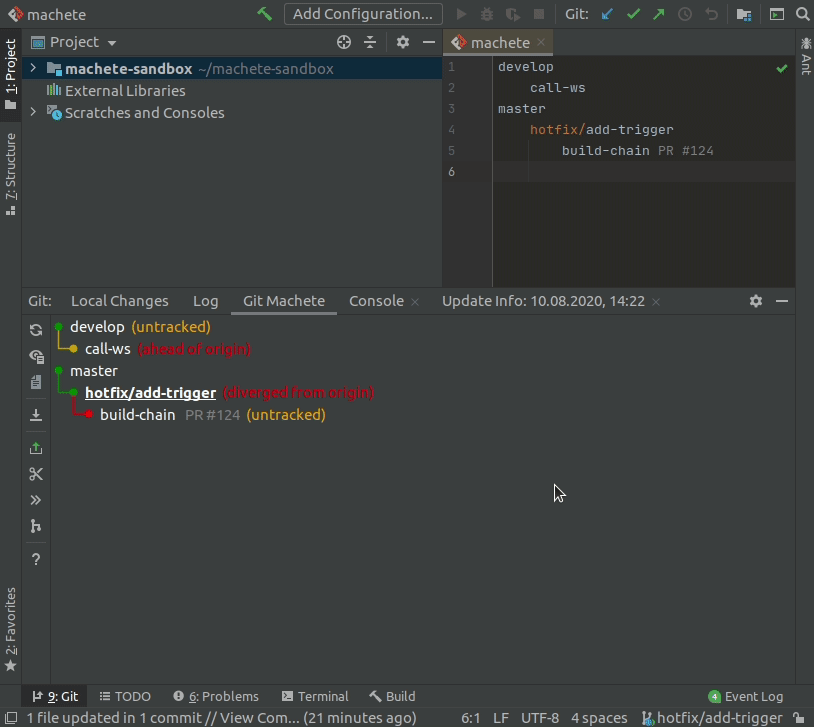 machete
Add Configuration...
Git:
1: Project
Project
machete-sandbox ~/machete-sandbox
External Libraries
Scratches and Consoles
7: Structure
machete
1 develop
2 call-ws
3 master
4 hotfix/add-trigger
5 build-chain PR #124
6
Ant
Git: Local Changes Log Git Machete Console Update Info: 10.08.2020, 14:22
develop (untracked)
call-ws (ahead of origin)
master
hotfix/add-trigger (diverged from origin)
build-chain PR #124 (untracked)
?
2: Favorites
9: Git TODO 6: Problems Terminal Build 4 Event Log
1 file updated in 1 commit // View Com... (21 minutes ago) 6:1 LF UTF-8 4 spaces hotfix/add-trigger